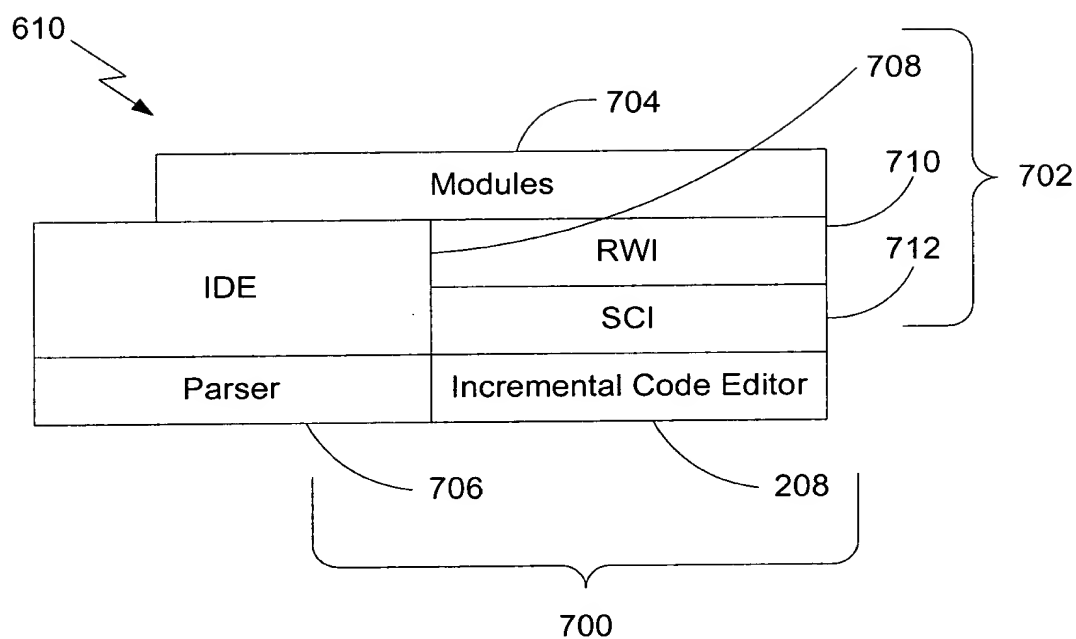 610
708
704
Modules
710
702
RWI
712
IDE
SCI
Parser
Incremental Code Editor
706
208
700